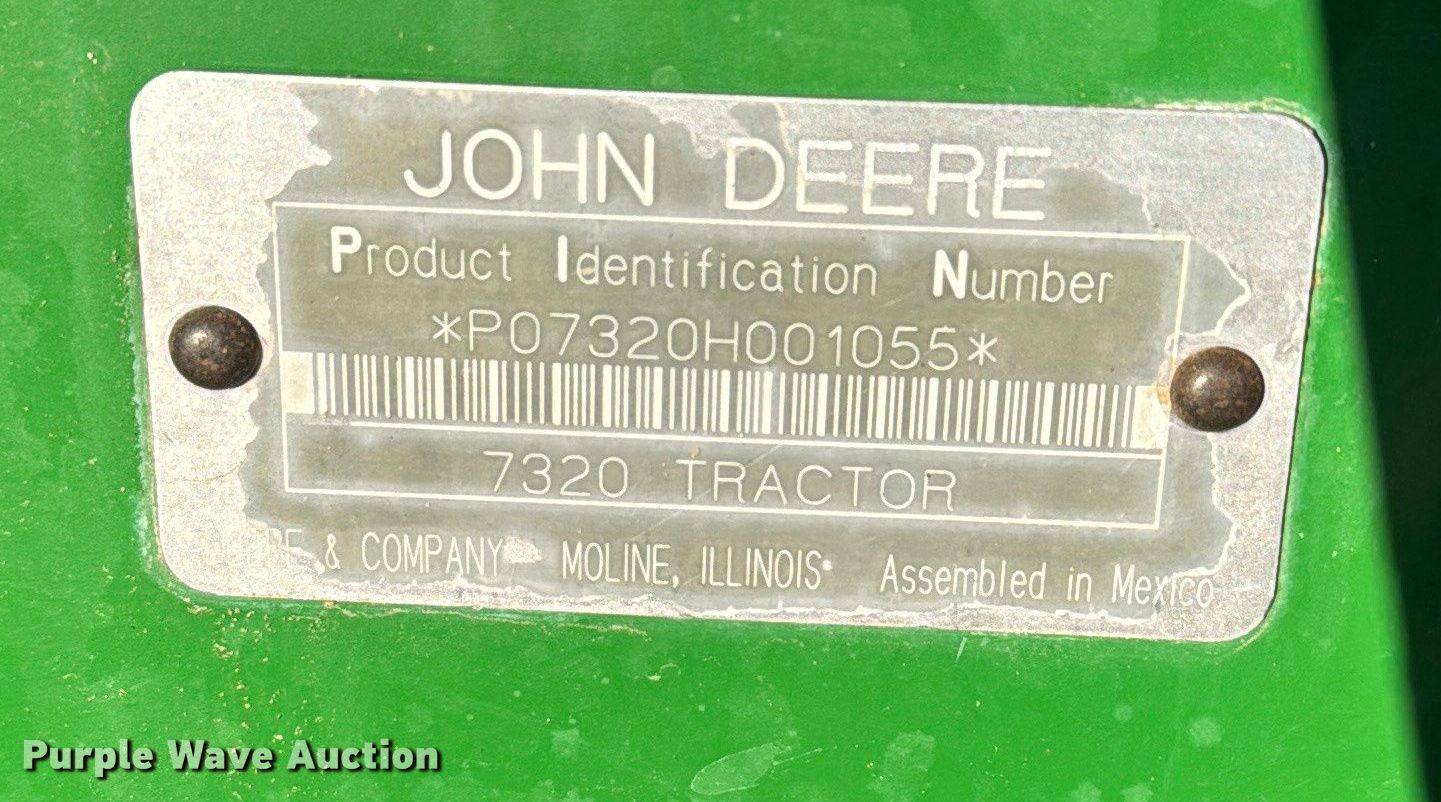 JOHN DEERE
Product Identification Number
*P07320H001055*
7320 TRACTOR
& COMPANY MOLINE, ILLINOIS Assembled in Mexico
Purple Wave Auction